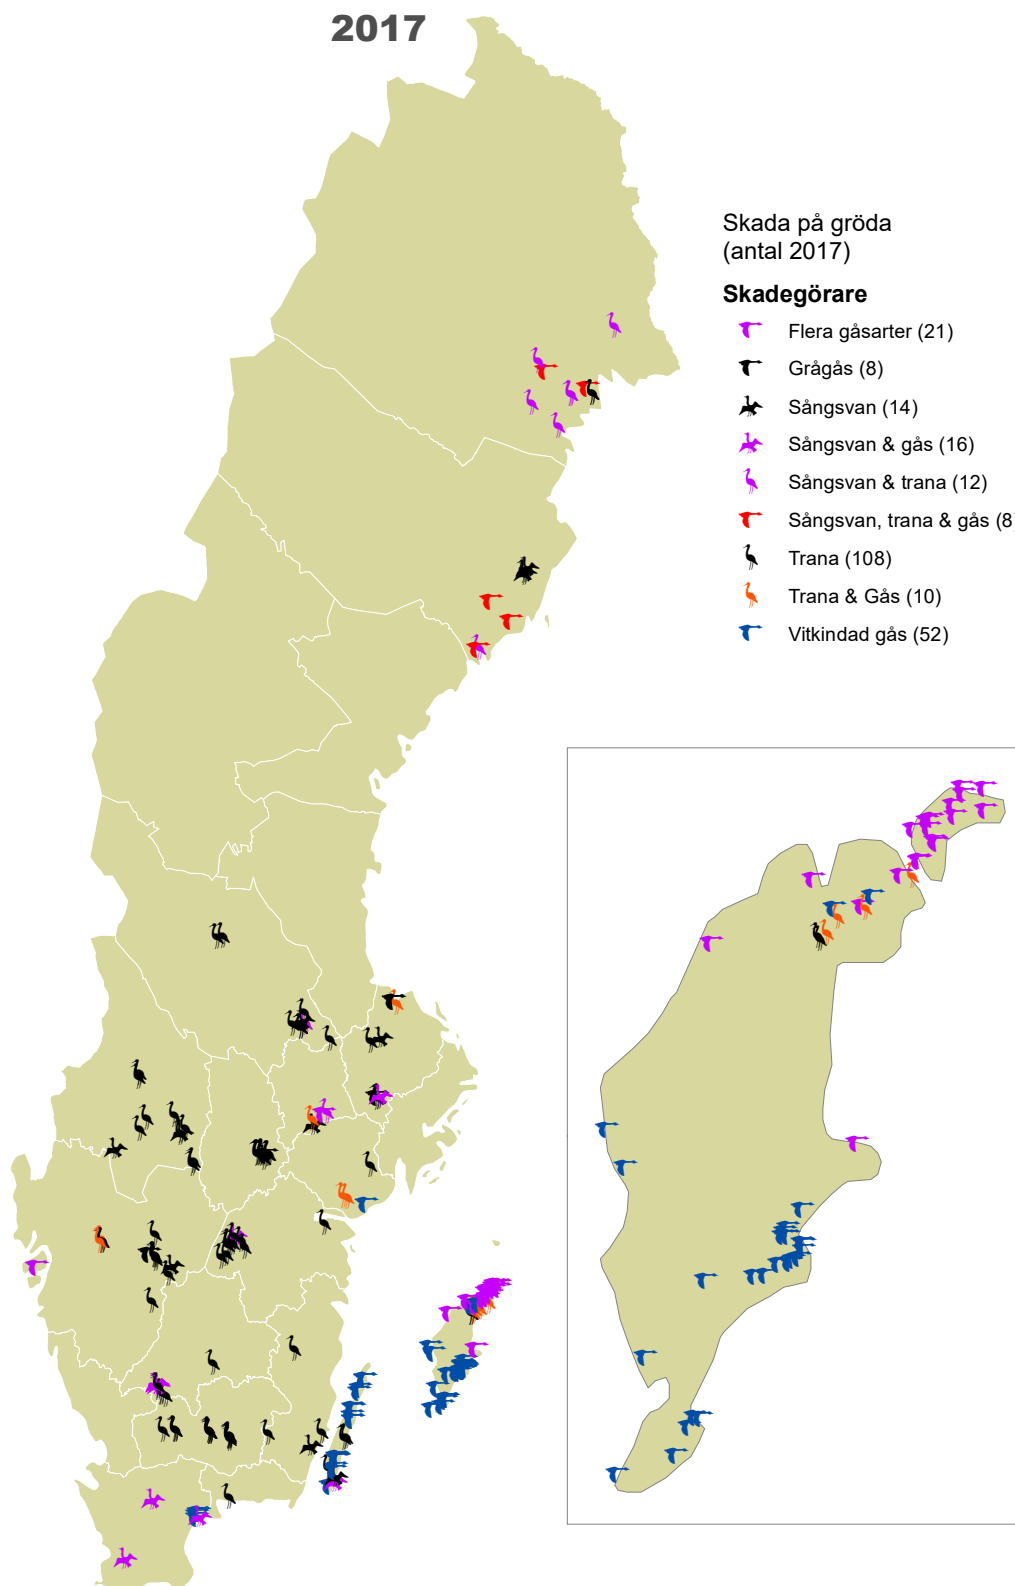 2017
Skada på gröda
(antal 2017)
Skadegörare
Flera gåsarter (21)
Grågås (8)
Sångsvan (14)
Sångsvan & gås (16)
Sångsvan & trana (12)
Sångsvan, trana & gås (8)
Trana (108)
Trana & Gås (10)
Vitkindad gås (52)